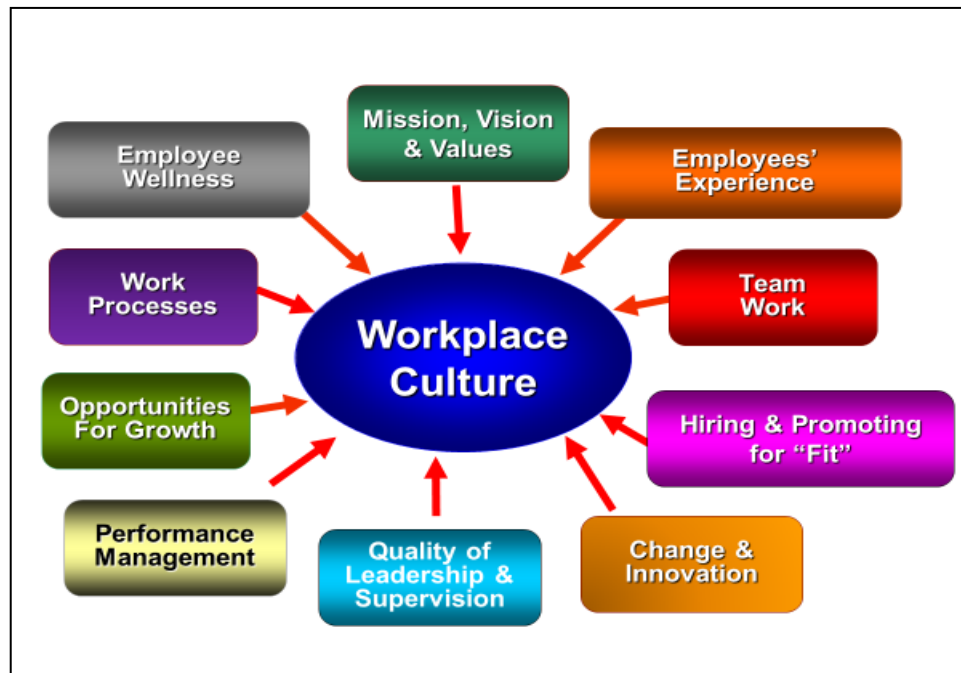 Mission, Vision
& Values
Employee
Wellness
Employees’
Experience
Work
Processes
Team
Work
Workplace
Culture
Opportunities
For Growth
Hiring & Promoting
for “Fit”
Performance
Management
Quality of
Leadership &
Supervision
Change &
Innovation